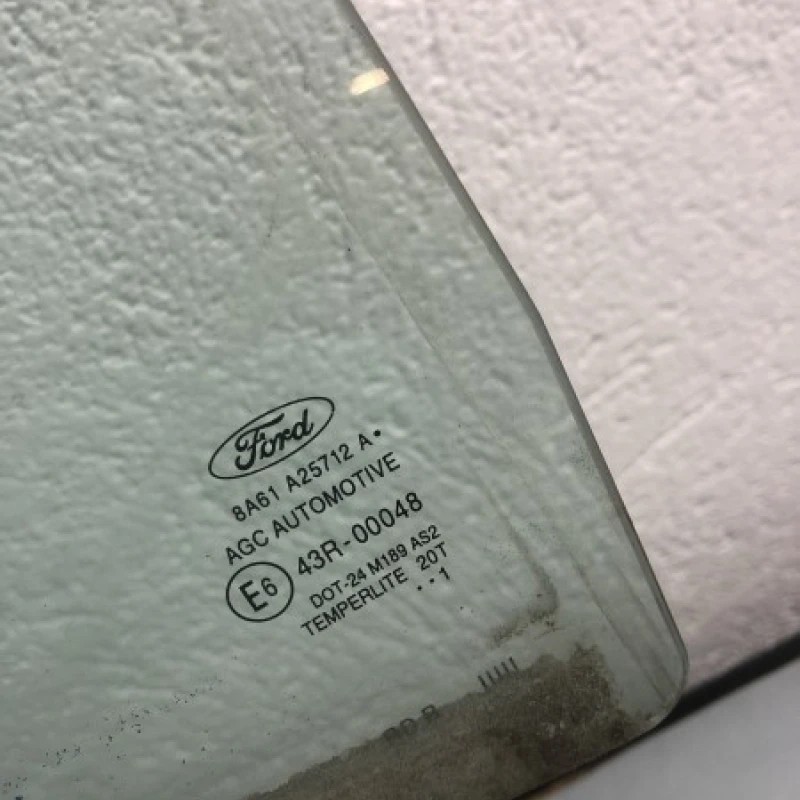 Ford
8A61 A25712 A.
AGC AUTOMOTIVE
E6 43R-00048
DOT-24 M189 AS2
TEMPERLITE 20T
. . 1